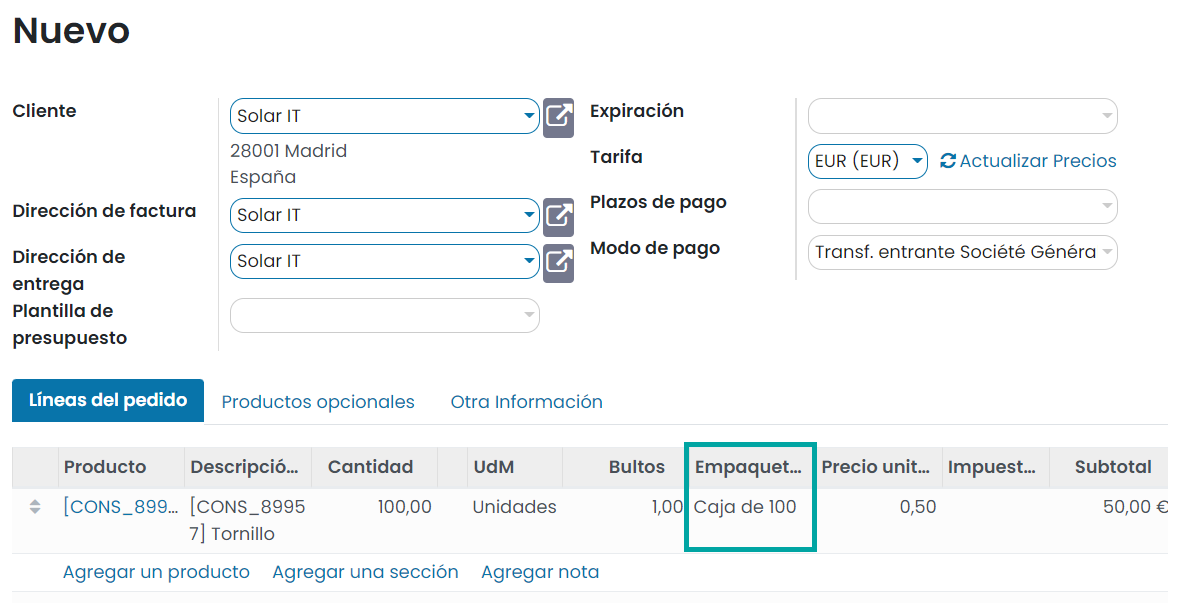 Nuevo
Cliente
Solar IT
28001 Madrid
España
Dirección de factura
Solar IT
Dirección de
entrega
Solar IT
Plantilla de
presupuesto
Expiración
Tarifa
EUR (EUR)
Actualizar Precios
Plazos de pago
Modo de pago
Transf. entrante Société Généra
Líneas del pedido
Productos opcionales
Otra Información
Producto Descripció... Cantidad UdM Bultos Empaquet... Precio unit... Impuest... Subtotal
[CONS_899... [CONS_8995 100,00 Unidades 1,00 Caja de 100 0,50 50,00 €
7] Tornillo
Agregar un producto Agregar una sección Agregar nota